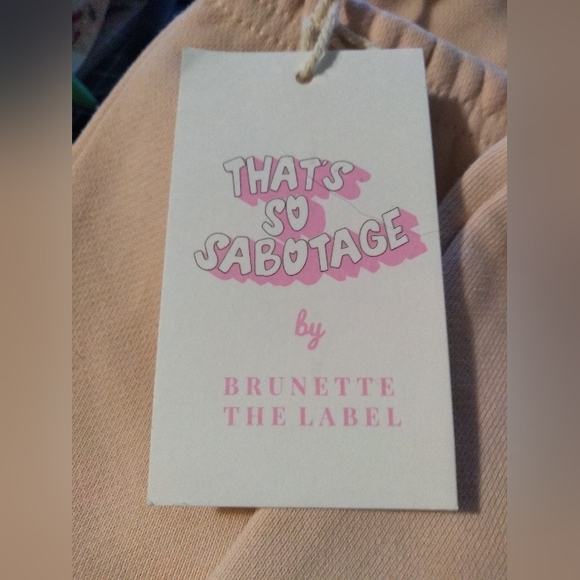 THAT'S
SO
SABOTAGE
by
BRUNETTE
THE LABEL